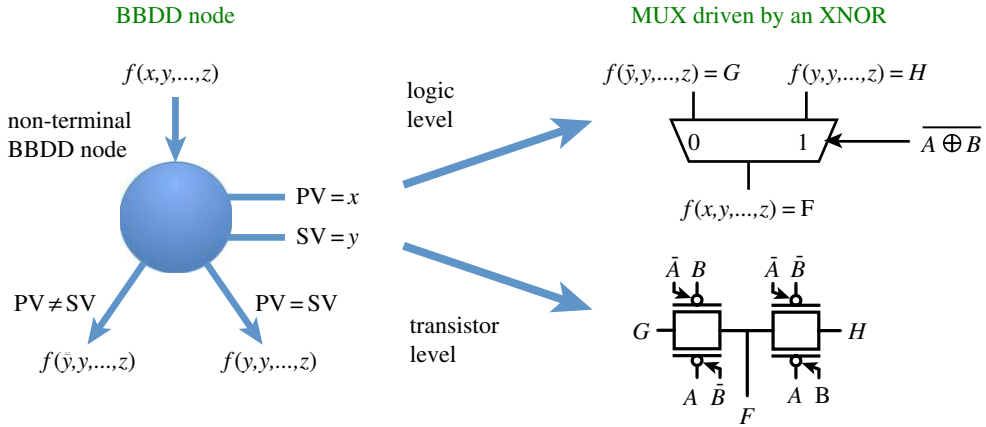 BBDD node
MUX driven by an XNOR
f(x,y,...,z)
non-terminal
BBDD node
PV = x
SV = y
PV ≠ SV
PV = SV
f(ȳ,y,...,z)
f(y,y,...,z)
logic
level
transistor
level
f(ȳ,y,...,z) = G
f(y,y,...,z) = H
0
1
A̅ ̅⊕̅ ̅B̅
f(x,y,...,z) = F
Ā B
Ā B̄
G
H
A B̄
A B
F